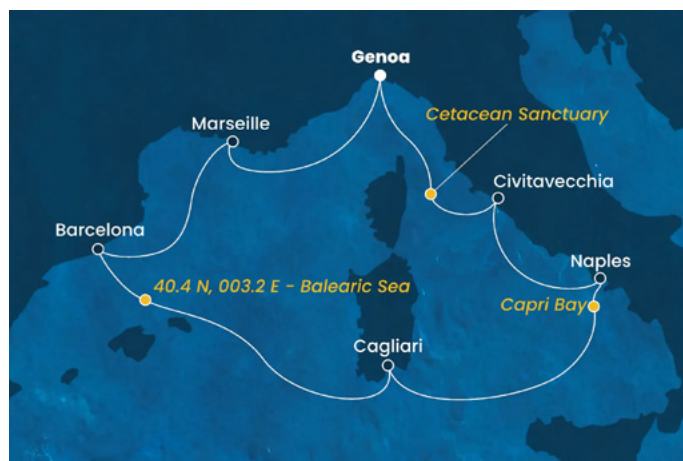 Genoa
Cetacean Sanctuary
Marseille
Civitavecchia
Barcelona
Naples
40.4 N, 003.2 E - Balearic Sea
Capri Bay
Cagliari